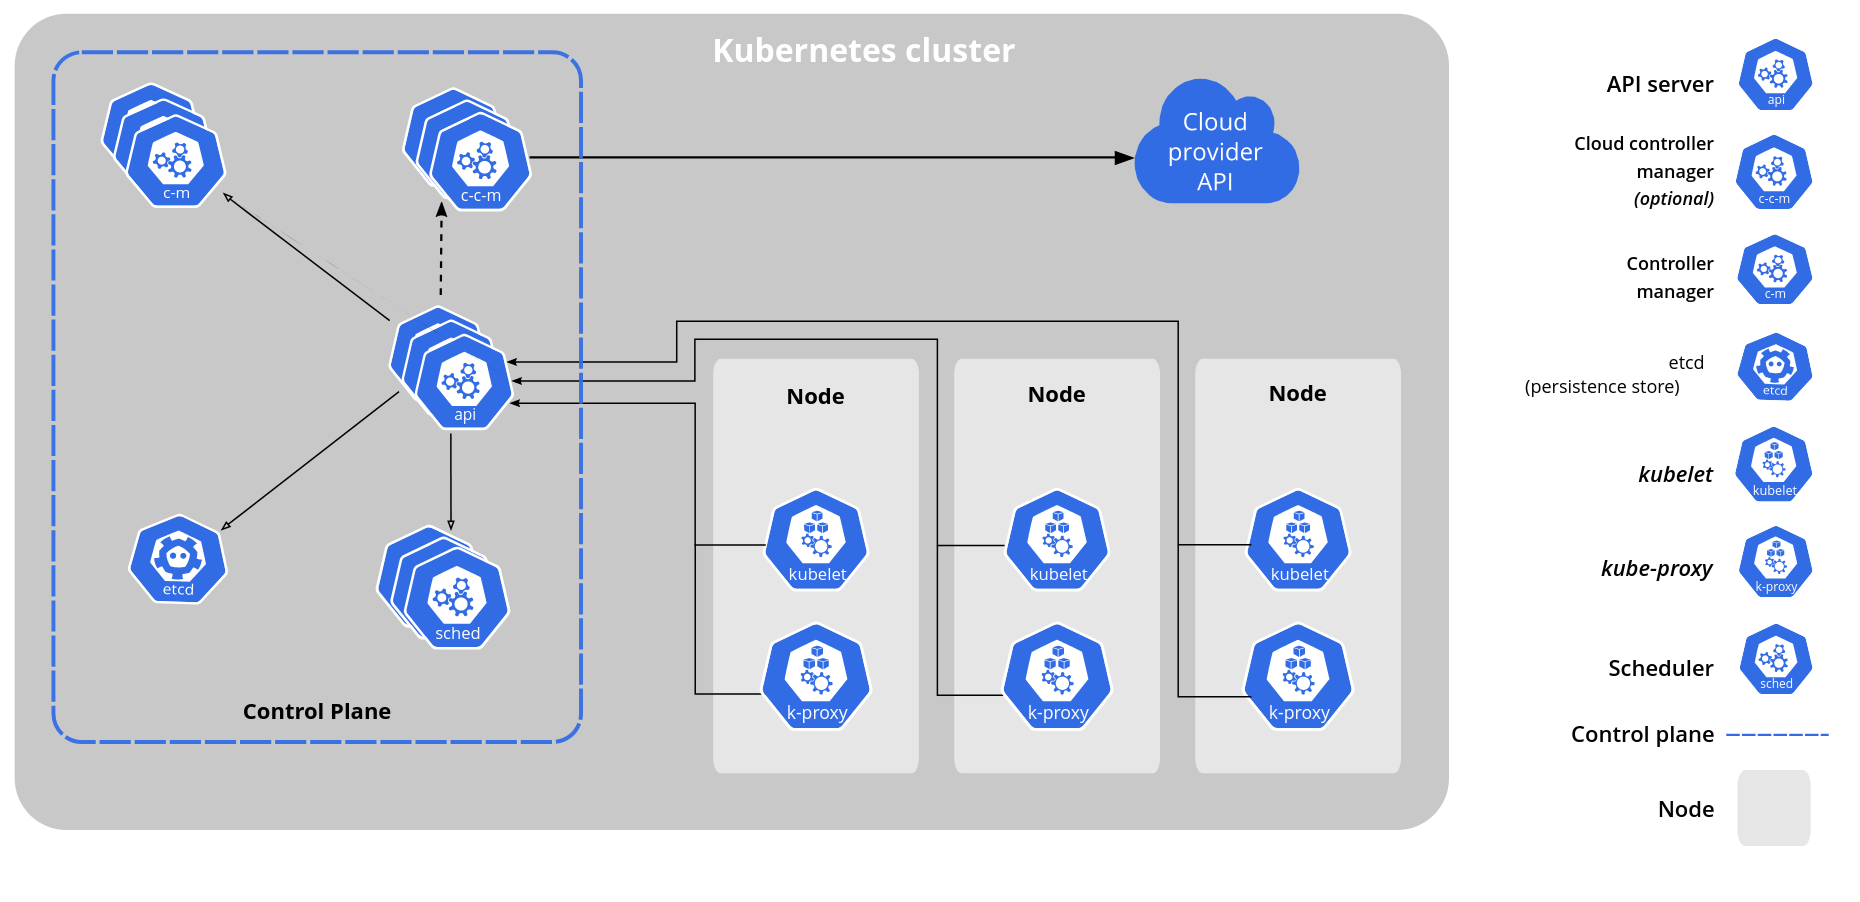 Kubernetes cluster
c-m
c-c-m
Cloud
provider
API
api
etcd
sched
Control Plane
Node
Node
Node
kubelet
kubelet
kubelet
k-proxy
k-proxy
k-proxy
API server
api
Cloud controller
manager
(optional)
c-c-m
Controller
manager
c-m
etcd
(persistence store)
etcd
kubelet
kubelet
kube-proxy
k-proxy
Scheduler
sched
Control plane
Node